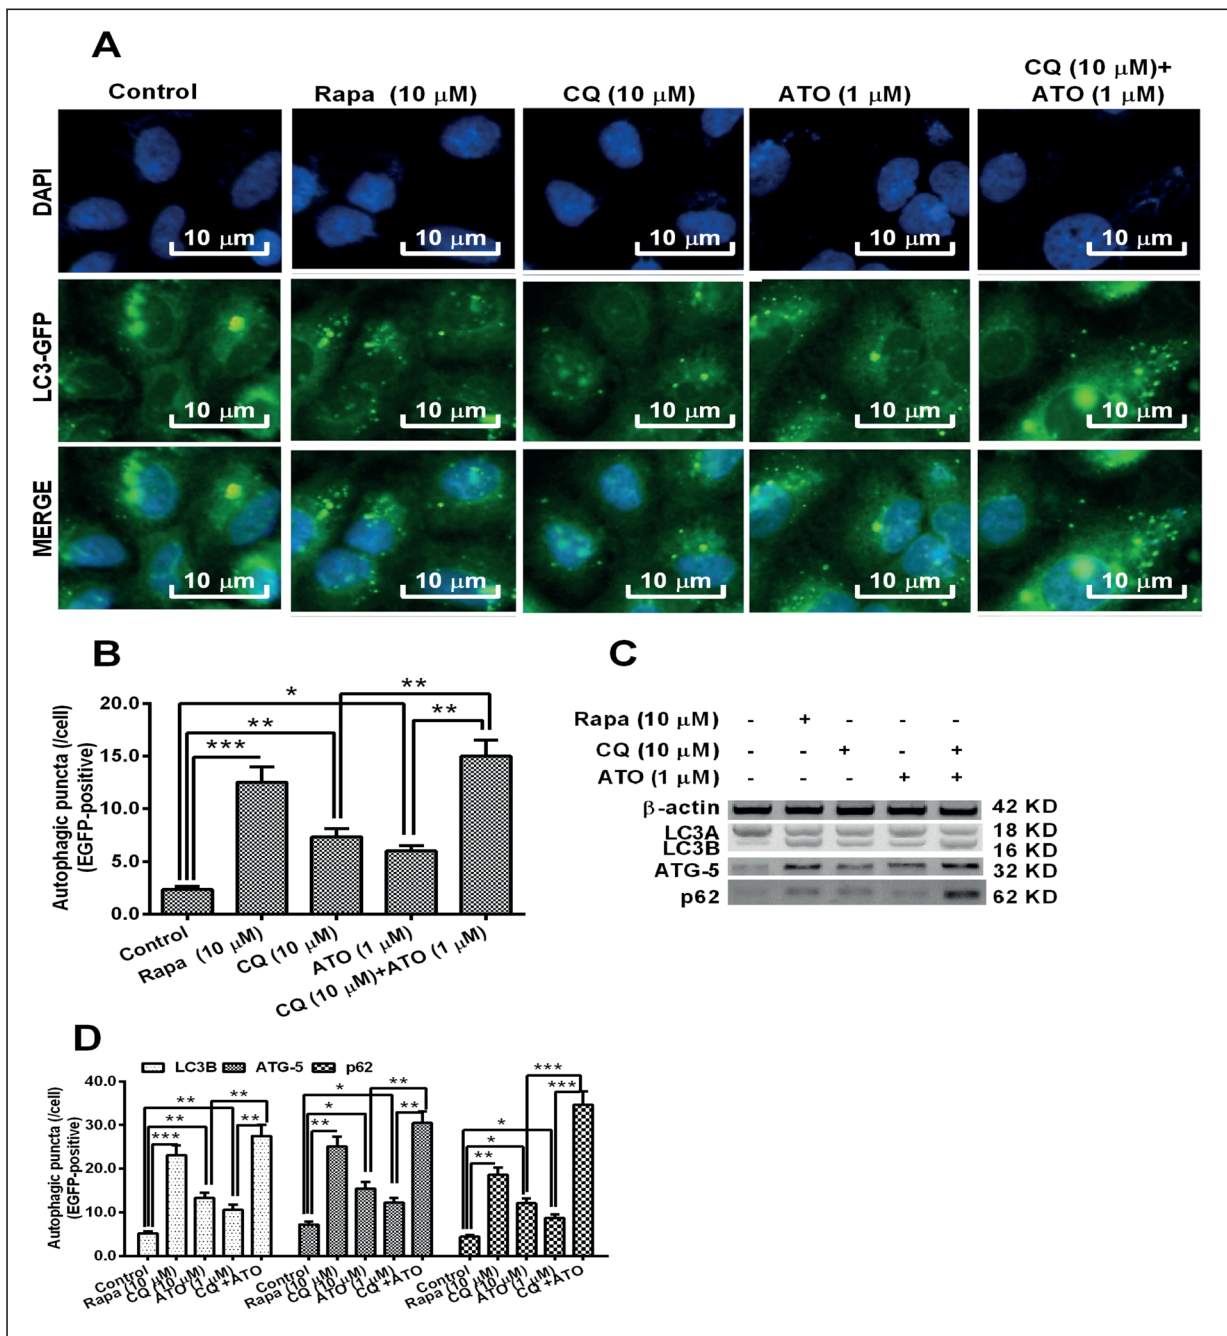 A
Control
Rapa (10 μM)
CQ (10 μM)
ATO (1 μM)
CQ (10 μM)+
ATO (1 μM)
DAPI
10 μm
10 μm
10 μm
10 μm
10 μm
LC3-GFP
10 μm
10 μm
10 μm
10 μm
10 μm
MERGE
10 μm
10 μm
10 μm
10 μm
10 μm
B
Autophagic puncta (/cell)
(EGFP-positive)
20.0
15.0
10.0
5.0
0.0
*
**
**
**
***
Control
Rapa (10 μM)
CQ (10 μM)
ATO (1 μM)
CQ (10 μM)+ATO (1 μM)
C
Rapa (10 μM) - + - - -
CQ (10 μM) - - + - +
ATO (1 μM) - - - + +
β-actin 42 KD
LC3A 18 KD
LC3B 16 KD
ATG-5 32 KD
p62 62 KD
D
LC3B ATG-5 p62
Autophagic puncta (/cell)
(EGFP-positive)
40.0
30.0
20.0
10.0
0.0
** ** ** *** **
* ** * ** **
*** *** * * **
Control
Rapa (10 μM)
CQ (10 μM)
ATO (1 μM)
CQ +ATO
Control
Rapa (10 μM)
CQ (10 μM)
ATO (1 μM)
CQ +ATO
Control
Rapa (10 μM)
CQ (10 μM)
ATO (1 μM)
CQ +ATO